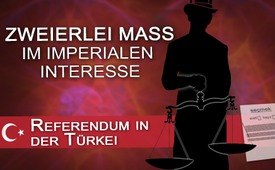 ZWEIERLEI MASS
IM IMPERIALEN
INTERESSE
REFERENDUM IN
DER TÜRKEI